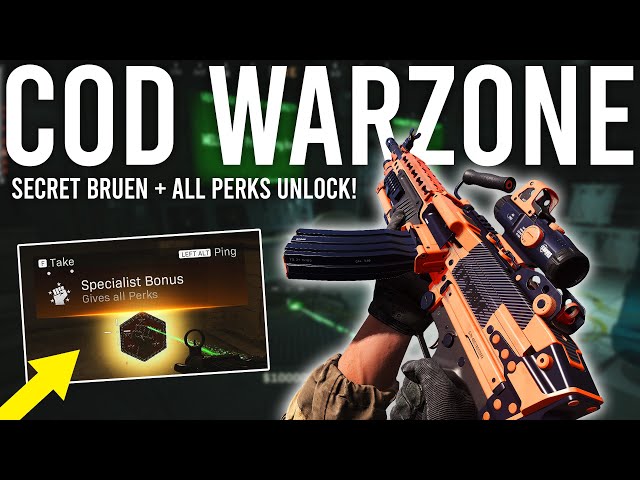 COD WARZONE
SECRET BRUEN + ALL PERKS UNLOCK!
F Take
LEFT ALT Ping
Specialist Bonus
Gives all Perks